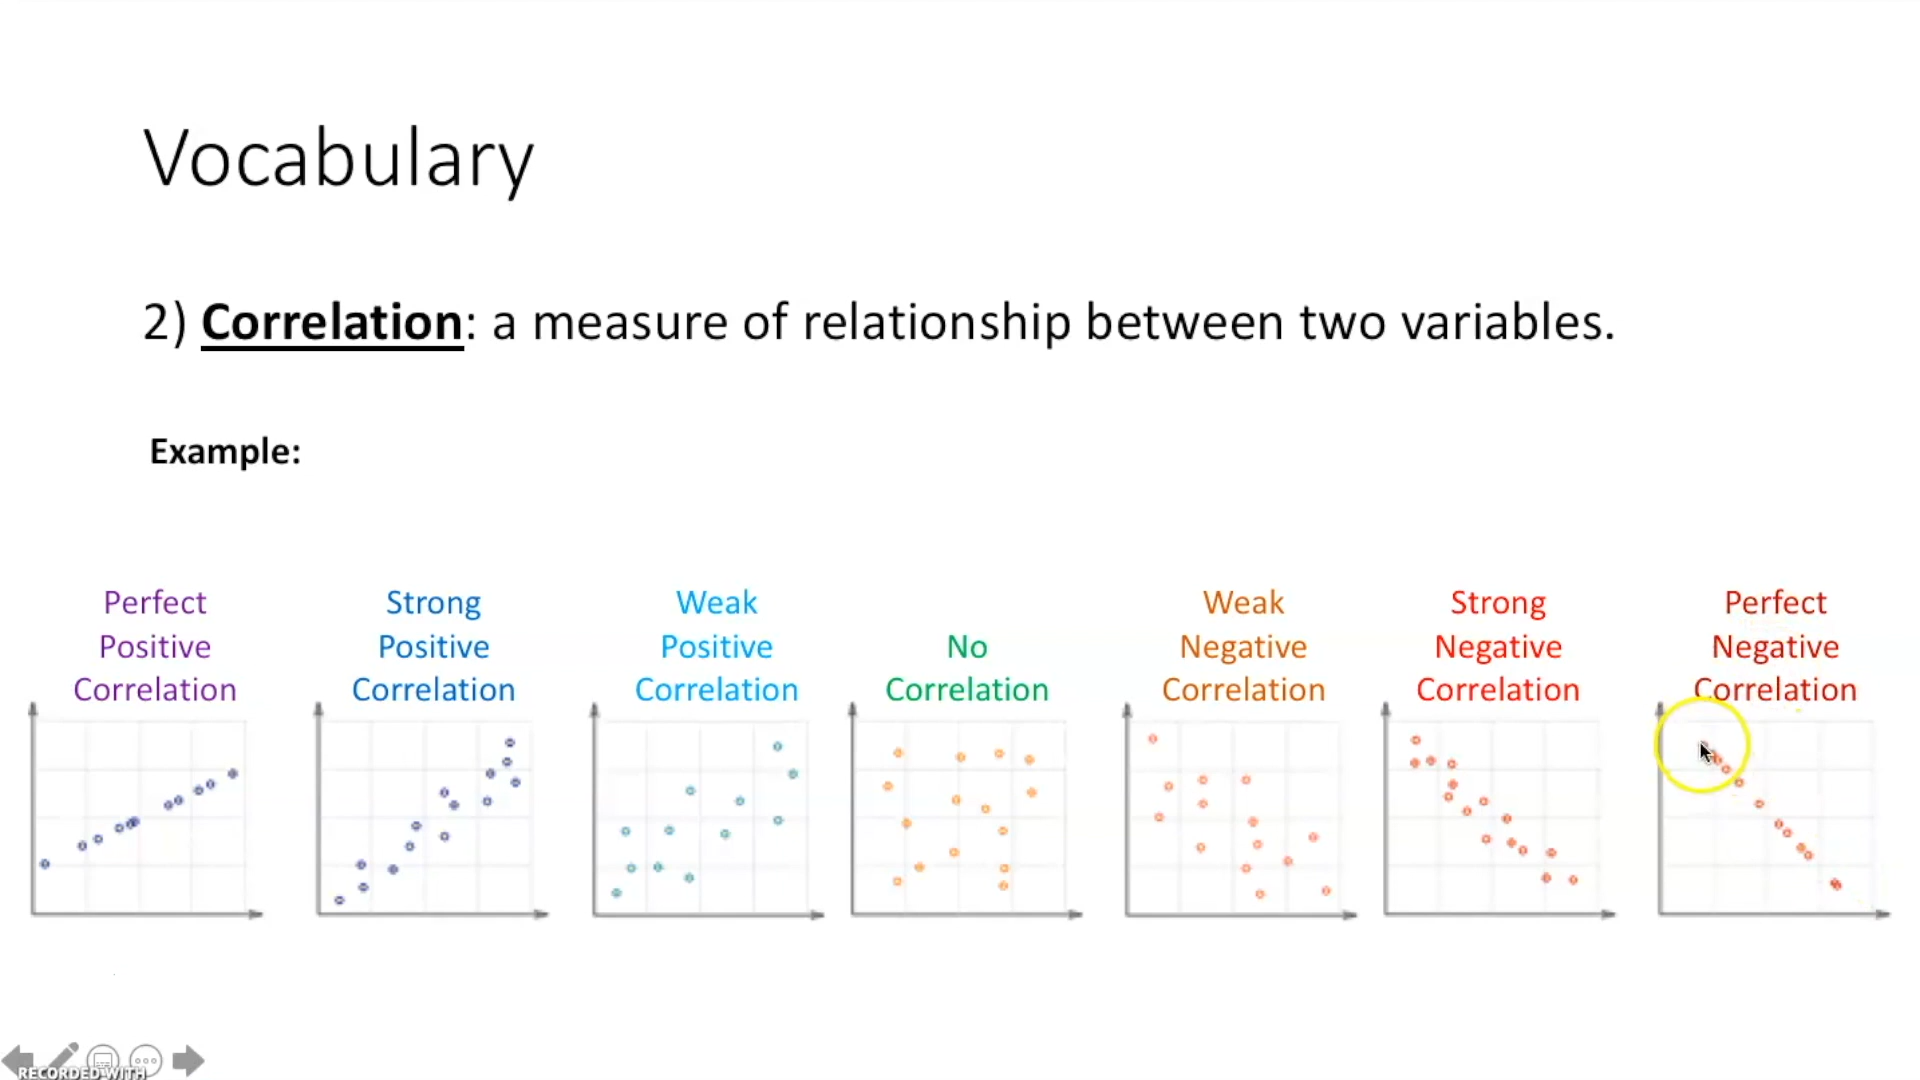 Vocabulary
2) Correlation: a measure of relationship between two variables.
Example:
Perfect
Positive
Correlation
Strong
Positive
Correlation
Weak
Positive
Correlation
No
Correlation
Weak
Negative
Correlation
Strong
Negative
Correlation
Perfect
Negative
Correlation
RECORDED WITH